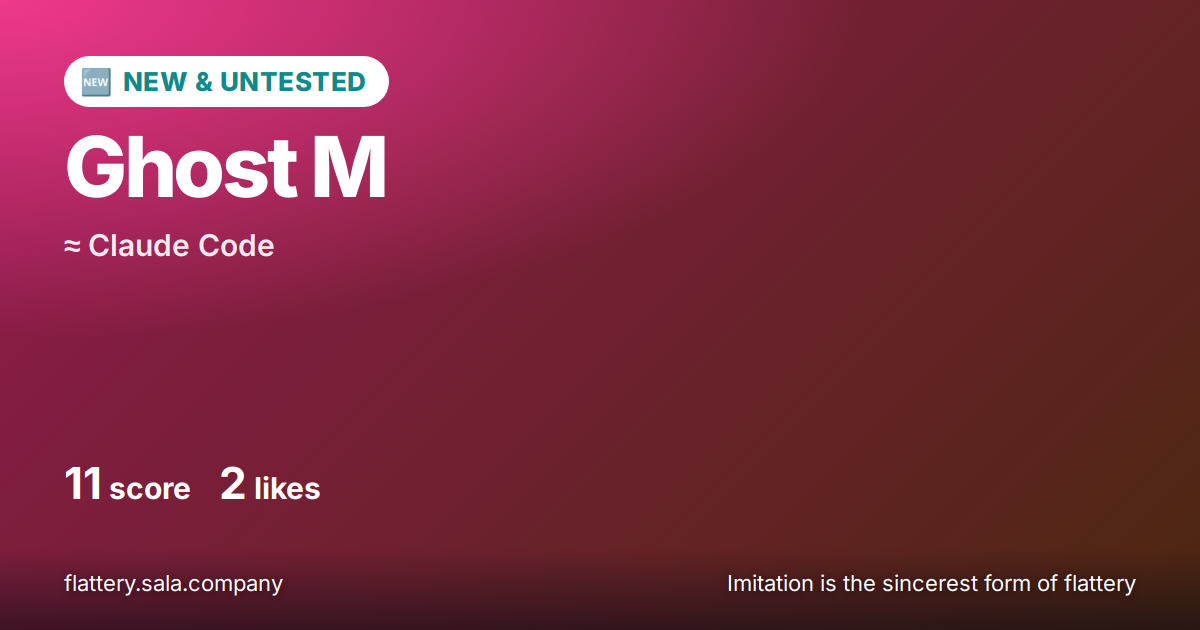 🆕 NEW & UNTESTED
Ghost M
≈ Claude Code
11 score 2 likes
flattery.sala.company
Imitation is the sincerest form of flattery